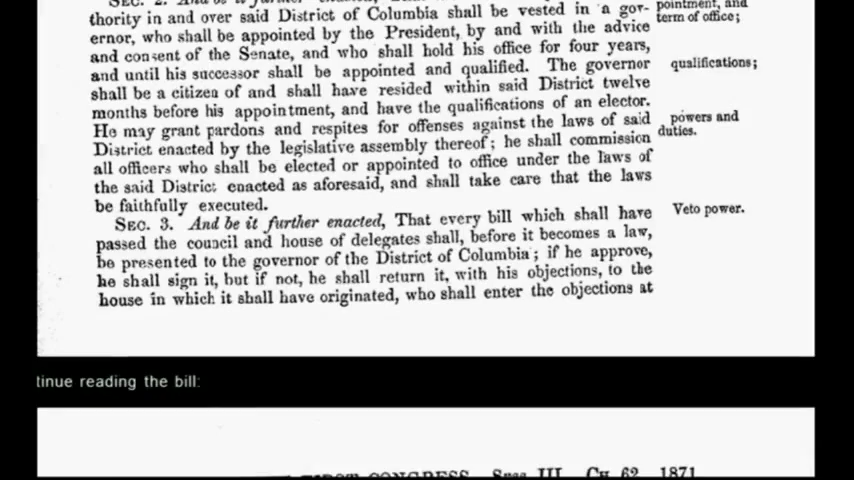 SEC. 2. And be it further enacted,
thority in and over said District of Columbia shall be vested in a gov-
ernor, who shall be appointed by the President, by and with the advice
and consent of the Senate, and who shall hold his office for four years,
and until his successor shall be appointed and qualified. The governor
shall be a citizen of and shall have resided within said District twelve
months before his appointment, and have the qualifications of an elector.
He may grant pardons and respites for offenses against the laws of said
District enacted by the legislative assembly thereof; he shall commission
all officers who shall be elected or appointed to office under the laws of
the said District enacted as aforesaid, and shall take care that the laws
be faithfully executed.
SEC. 3. And be it further enacted, That every bill which shall have
passed the council and house of delegates shall, before it becomes a law,
be presented to the governor of the District of Columbia; if he approve,
he shall sign it, but if not, he shall return it, with his objections, to the
house in which it shall have originated, who shall enter the objections at
pointment, and
term of office;
qualifications;
powers and
duties.
Veto power.
tinue reading the bill:
FIRST CONGRESS. SESS. III. CH. 62. 1871